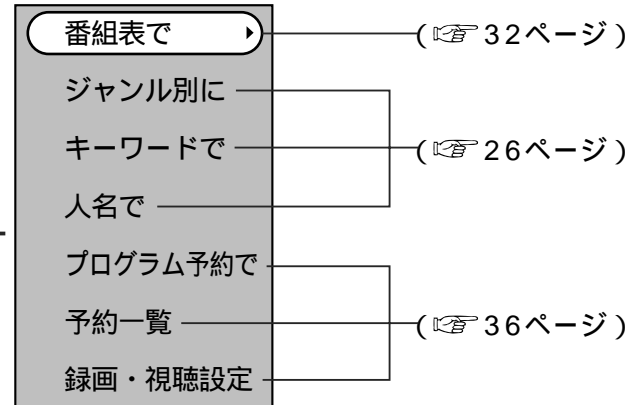 番組表で (☞32ページ)
ジャンル別に
キーワードで (☞26ページ)
人名で
プログラム予約で
予約一覧 (☞36ページ)
録画・視聴設定